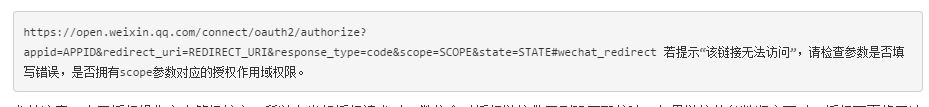 https://open.weixin.qq.com/connect/oauth2/authorize?
appid=APPID&redirect_uri=REDIRECT_URI&response_type=code&scope=SCOPE&state=STATE#wechat_redirect 若提示“该链接无法访问”，请检查参数是否填
写错误，是否拥有scope参数对应的授权作用域权限。